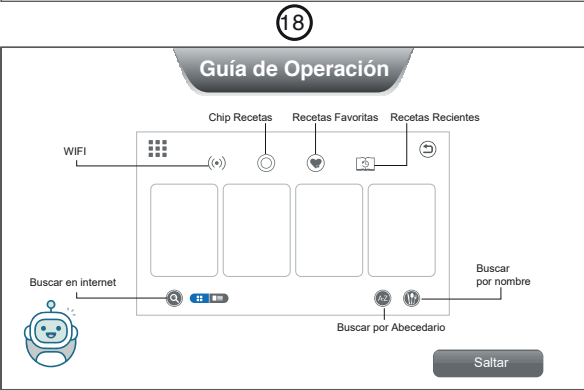 18
Guía de Operación
Chip Recetas
Recetas Favoritas
Recetas Recientes
WIFI
Buscar en internet
A-Z
Buscar
por nombre
Buscar por Abecedario
Saltar